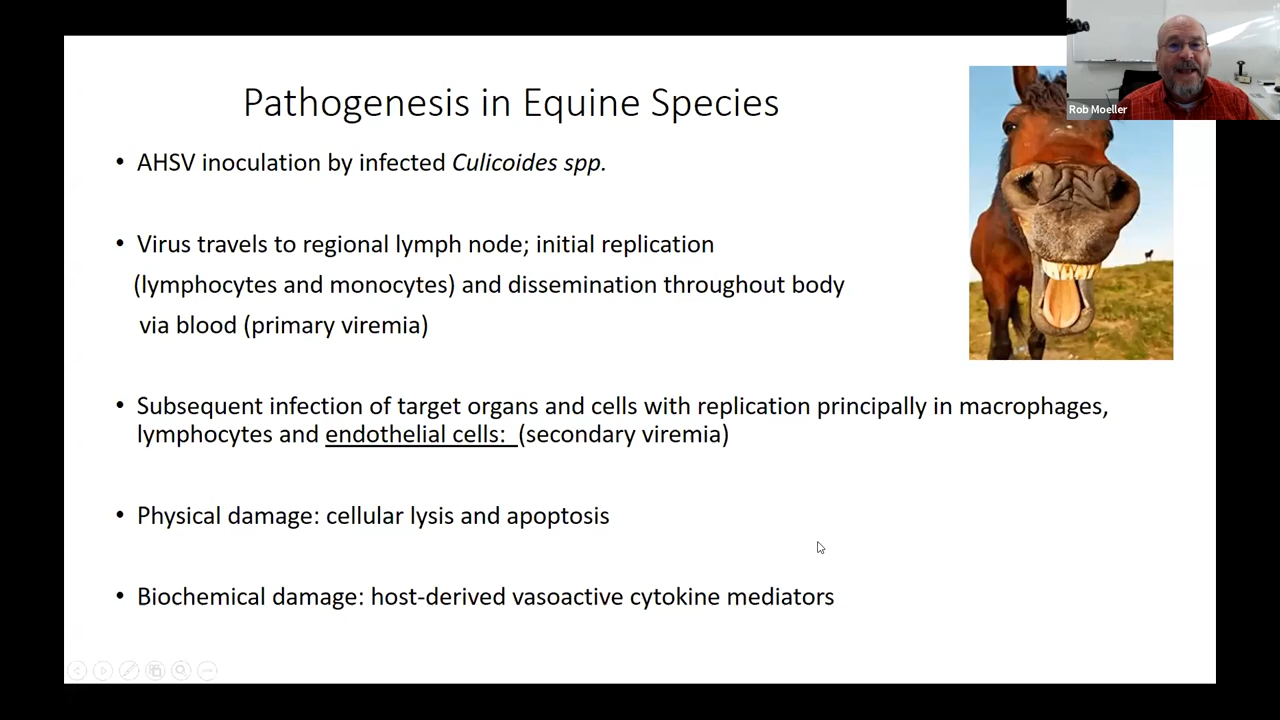 Pathogenesis in Equine Species
Rob Moeller
• AHSV inoculation by infected Culicoides spp.
• Virus travels to regional lymph node; initial replication
(lymphocytes and monocytes) and dissemination throughout body
via blood (primary viremia)
• Subsequent infection of target organs and cells with replication principally in macrophages,
lymphocytes and endothelial cells: (secondary viremia)
• Physical damage: cellular lysis and apoptosis
• Biochemical damage: host-derived vasoactive cytokine mediators